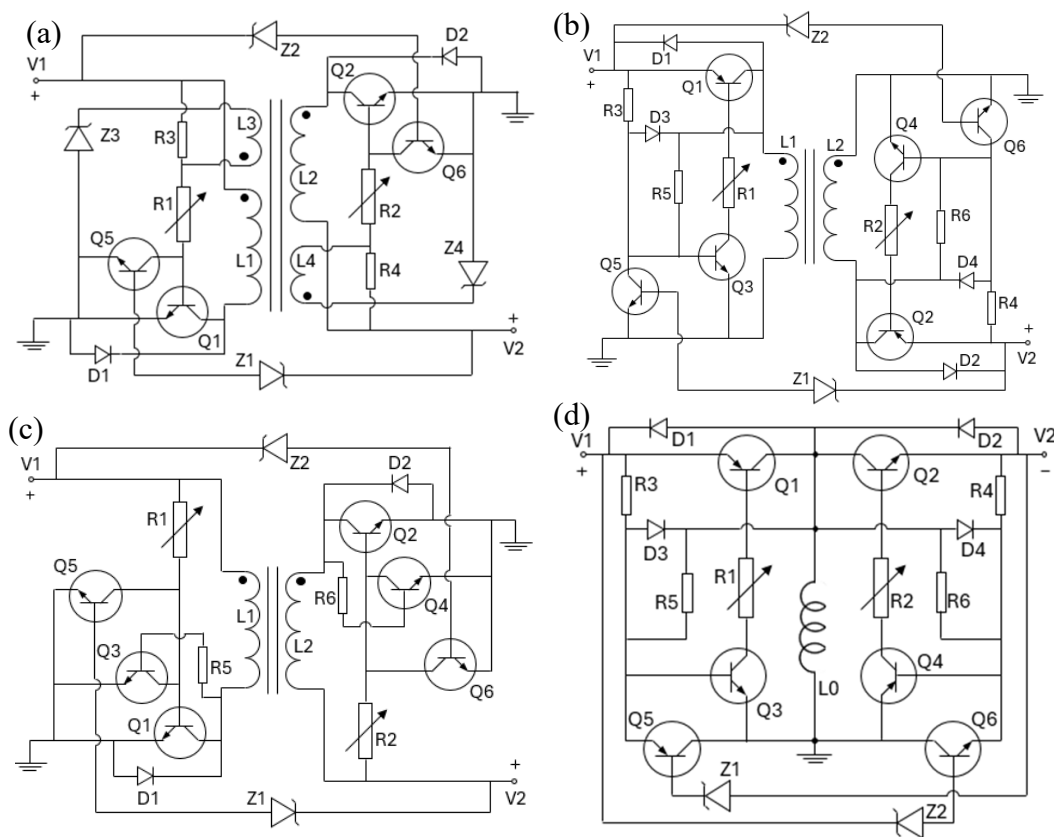 (a)
V1
+
Z2
D2
Q2
Z3
R3
L3
Q6
R1
L2
R2
Q5
L1
L4
R4
Z4
Q1
D1
Z1
+
V2
(b)
V1
+
Z2
D1
Q1
R3
D3
L1
L2
Q4
Q6
R5
R1
R2
R6
Q5
Q3
D4
R4
Q2
+
V2
D2
Z1
(c)
V1
+
Z2
D2
R1
Q2
Q5
L1
L2
R6
Q4
Q3
R5
Q6
Q1
R2
D1
Z1
+
V2
(d)
V1
+
D1
D2
V2
−
Q1
Q2
R3
R4
D3
D4
R1
R2
R5
R6
L0
Q3
Q4
Q5
Q6
Z1
Z2